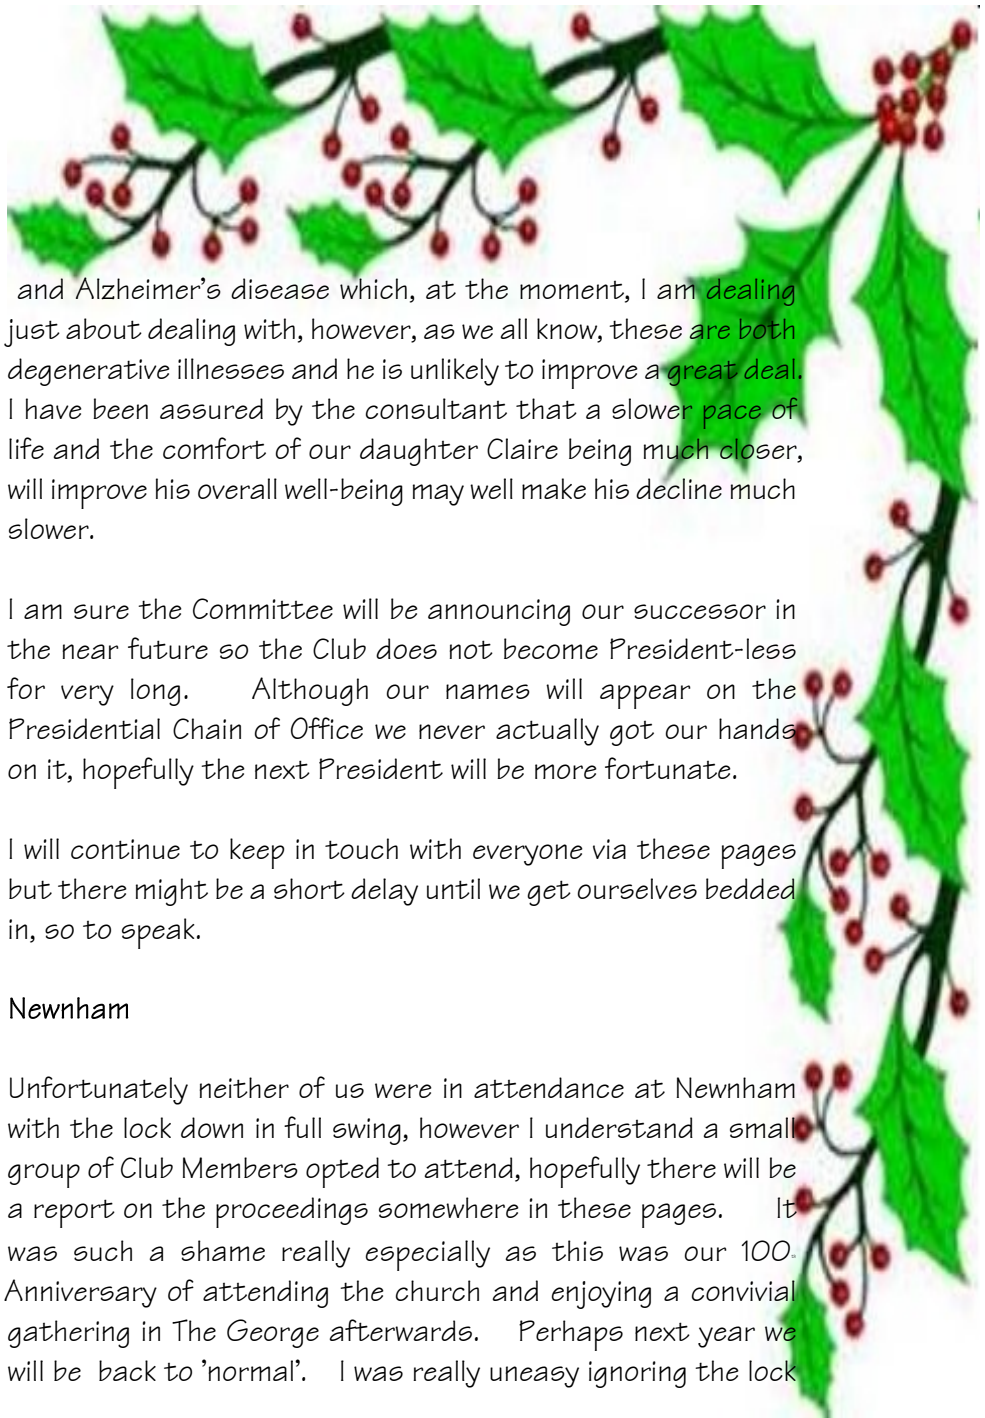 and Alzheimer's disease which, at the moment, I am dealing
just about dealing with, however, as we all know, these are both
degenerative illnesses and he is unlikely to improve a great deal.
I have been assured by the consultant that a slower pace of
life and the comfort of our daughter Claire being much closer,
will improve his overall well-being may well make his decline much
slower.
I am sure the Committee will be announcing our successor in
the near future so the Club does not become President-less
for very long. Although our names will appear on the
Presidential Chain of Office we never actually got our hands
on it, hopefully the next President will be more fortunate.
I will continue to keep in touch with everyone via these pages
but there might be a short delay until we get ourselves bedded
in, so to speak.
Newnham
Unfortunately neither of us were in attendance at Newnham
with the lock down in full swing, however I understand a small
group of Club Members opted to attend, hopefully there will be
a report on the proceedings somewhere in these pages. It
was such a shame really especially as this was our 100
Anniversary of attending the church and enjoying a convivial
gathering in The George afterwards. Perhaps next year we
will be back to 'normal'. I was really uneasy ignoring the lock